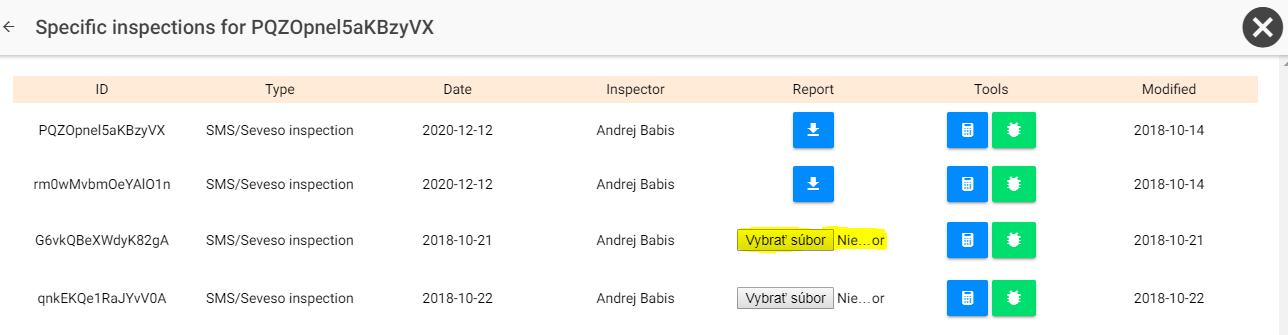 Specific inspections for PQZOpnel5aKBzyVX
ID Type Date Inspector Report Tools Modified
PQZOpnel5aKBzyVX SMS/Seveso inspection 2020-12-12 Andrej Babis 2018-10-14
rm0wMvbmOeYAlO1n SMS/Seveso inspection 2020-12-12 Andrej Babis 2018-10-14
G6vkQBeXWdyK82gA SMS/Seveso inspection 2018-10-21 Andrej Babis Vybrať súbor Nie...or 2018-10-21
qnkEKQe1RaJYvV0A SMS/Seveso inspection 2018-10-22 Andrej Babis Vybrať súbor Nie...or 2018-10-22